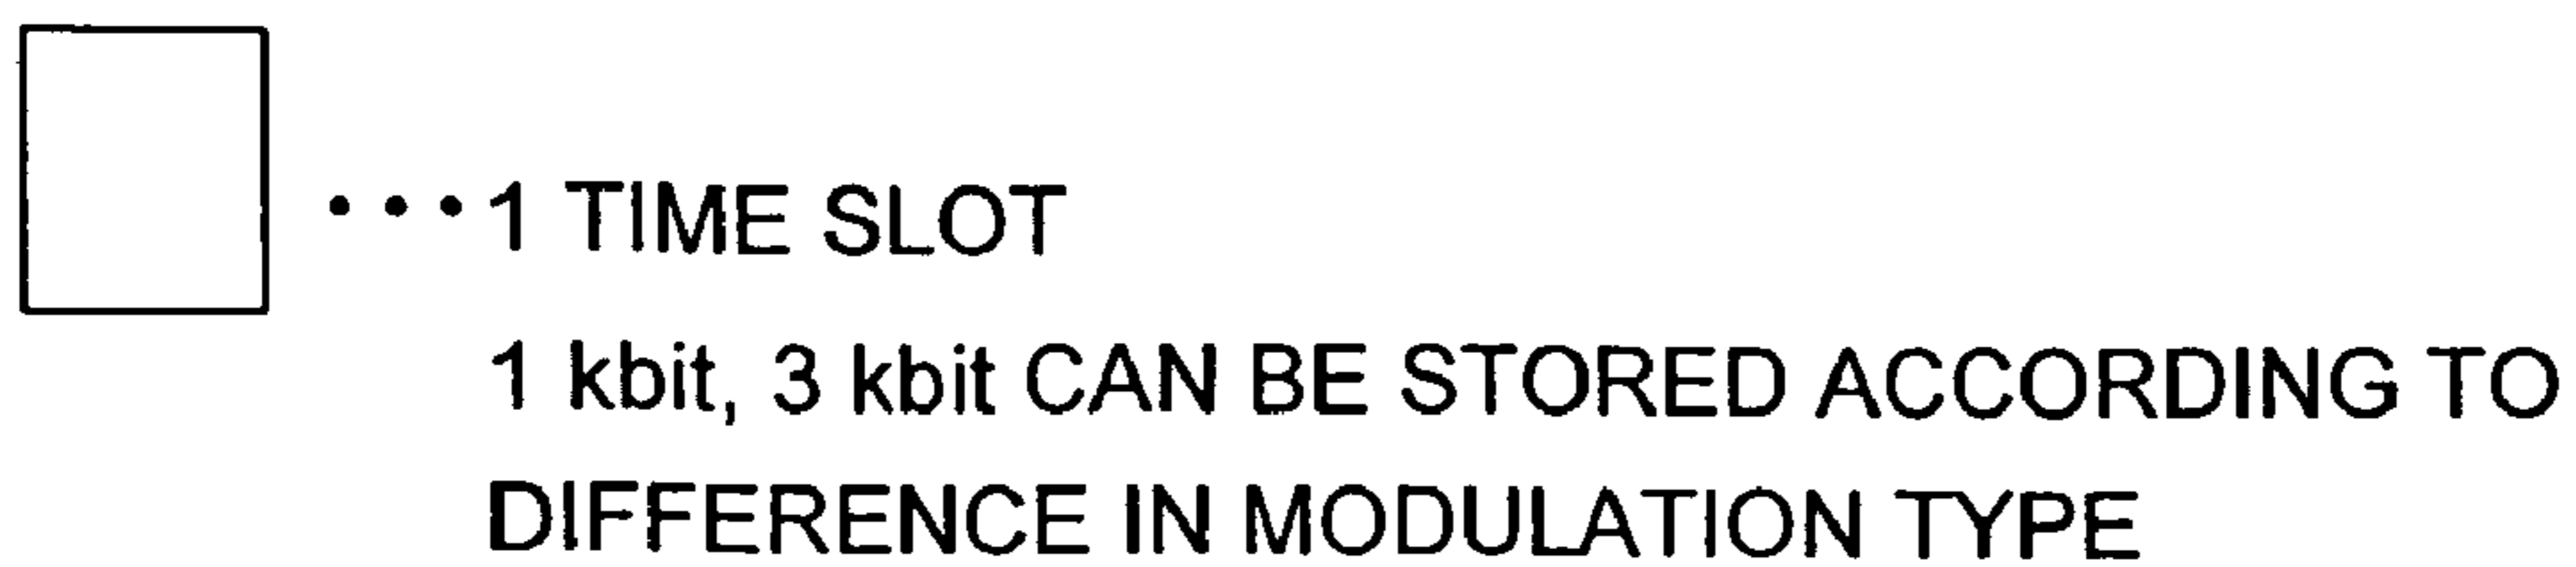 ···1 TIME SLOT
1 kbit, 3 kbit CAN BE STORED ACCORDING TO
DIFFERENCE IN MODULATION TYPE